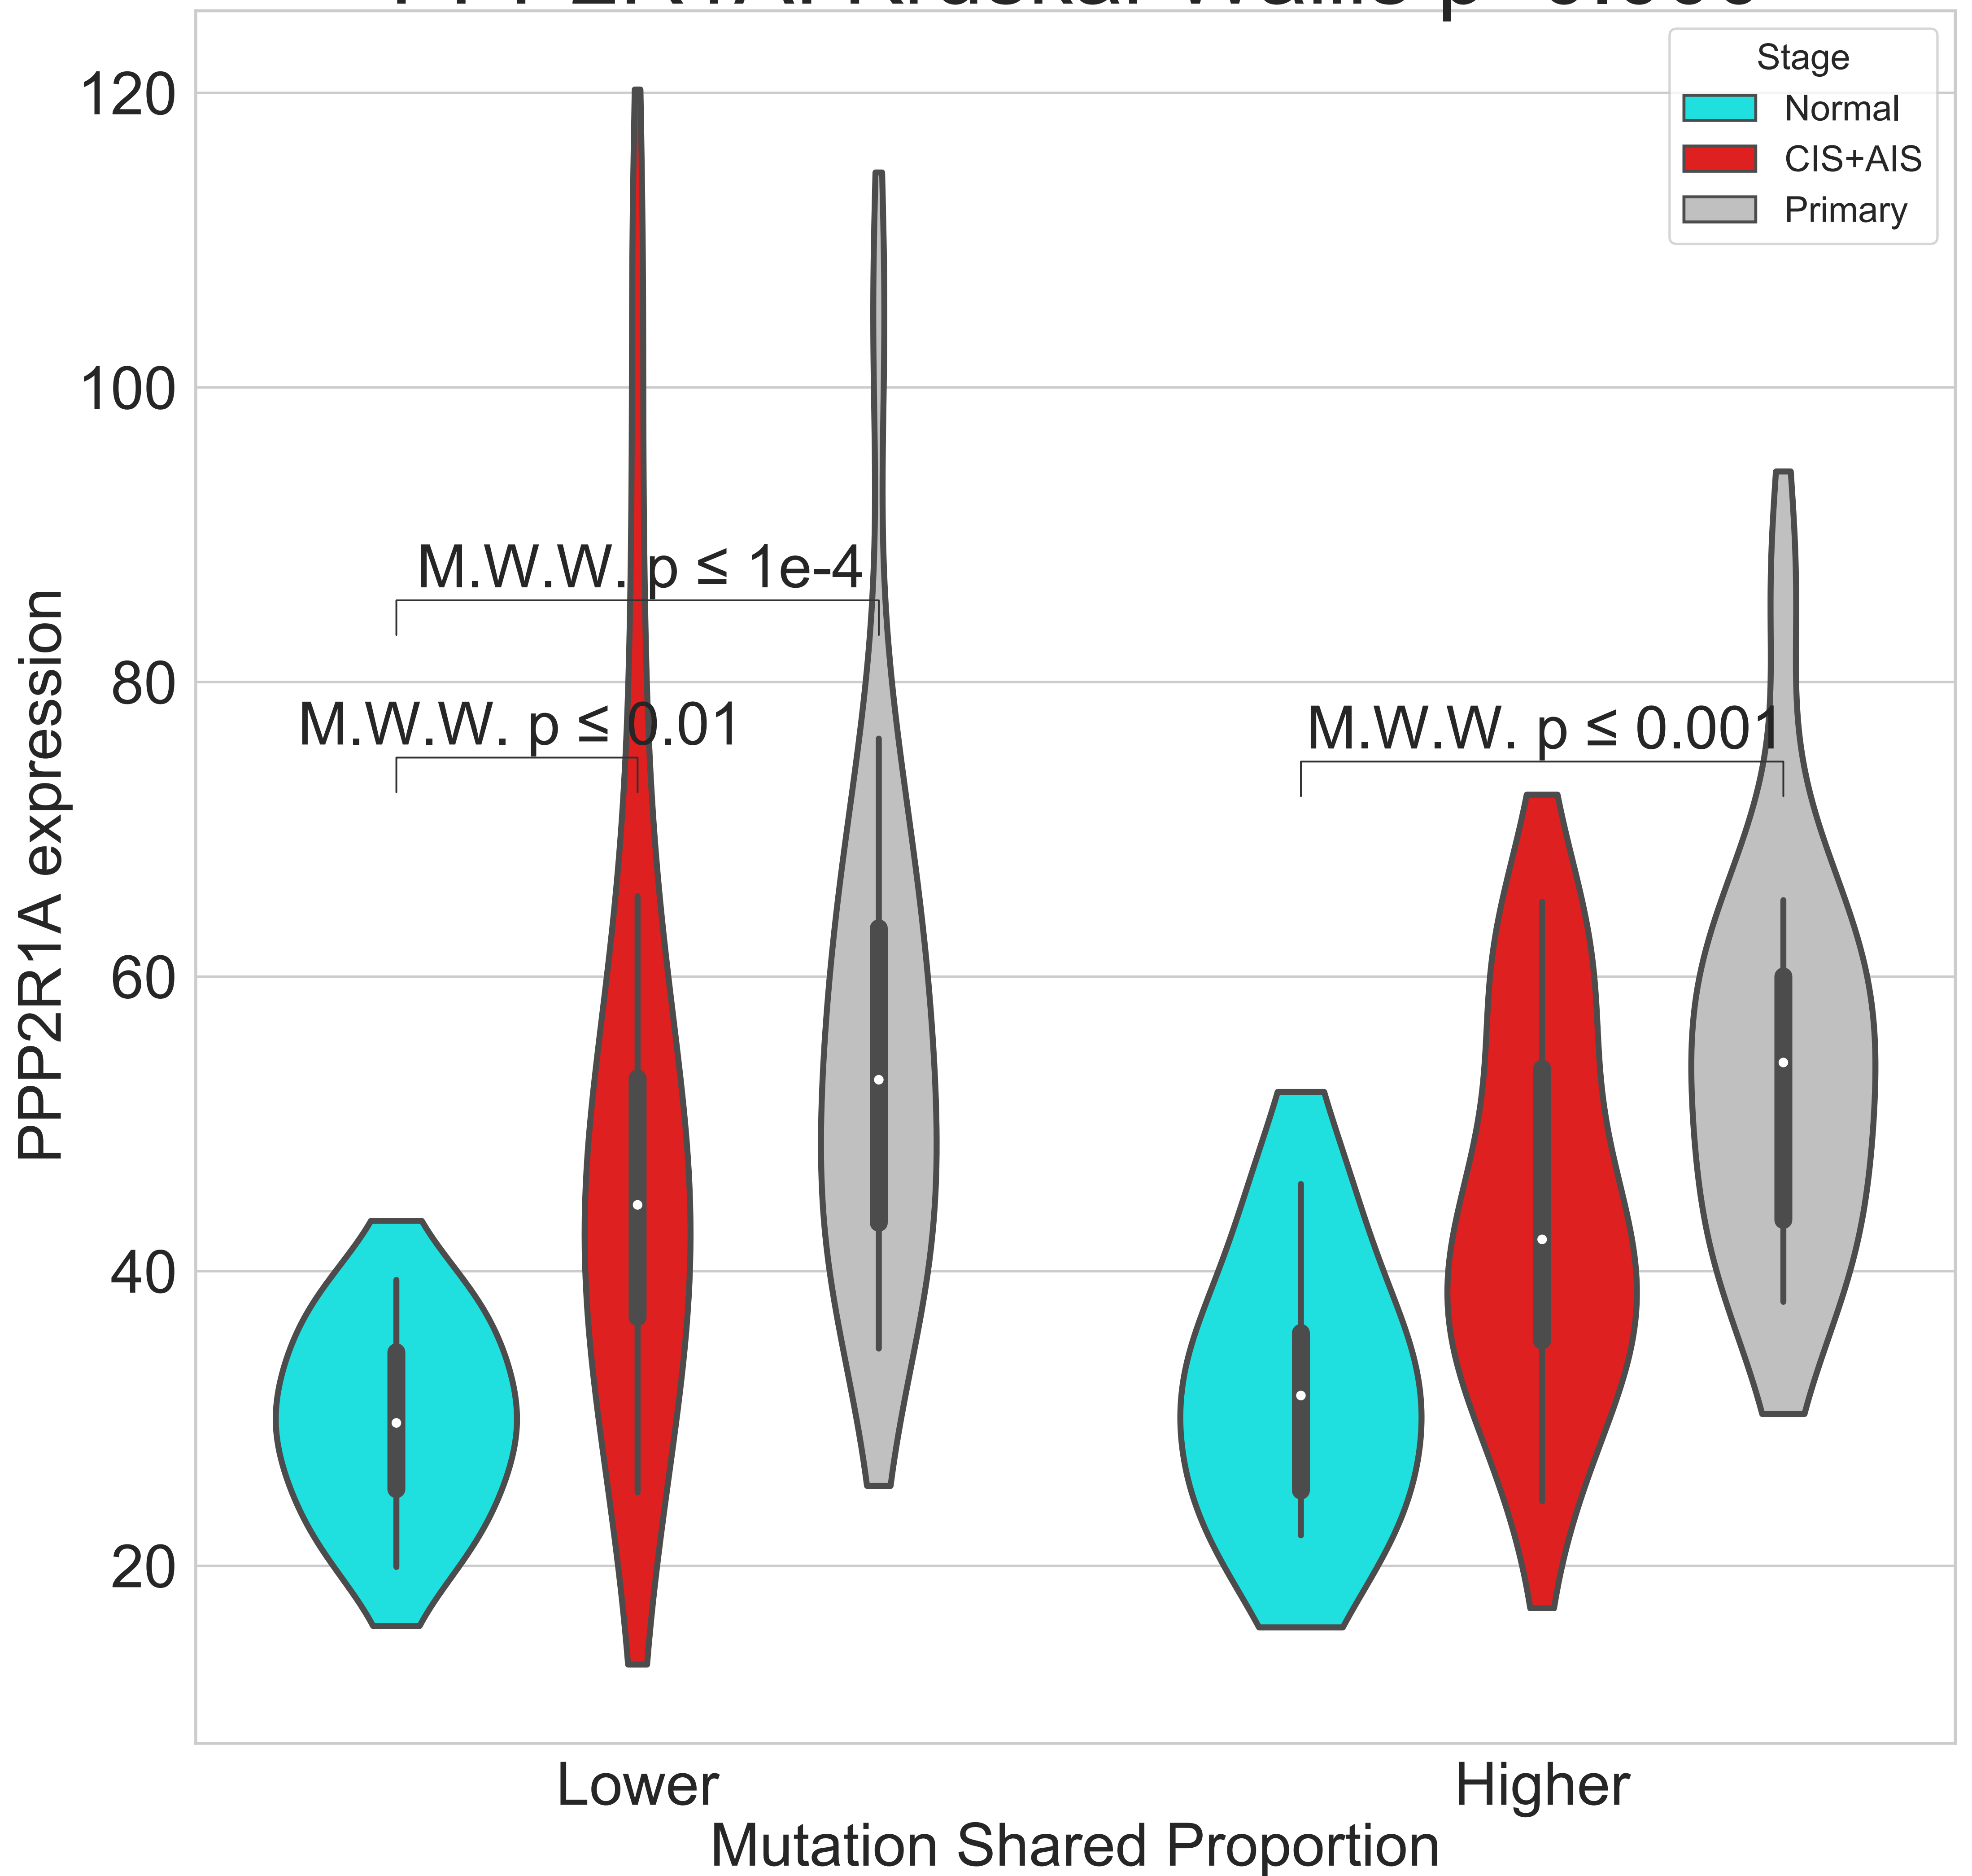 Stage
Normal
CIS+AIS
Primary
120
100
80
60
40
20
PPP2R1A expression
M.W.W. p ≤ 1e-4
M.W.W. p ≤ 0.01
M.W.W. p ≤ 0.001
Lower
Higher
Mutation Shared Proportion